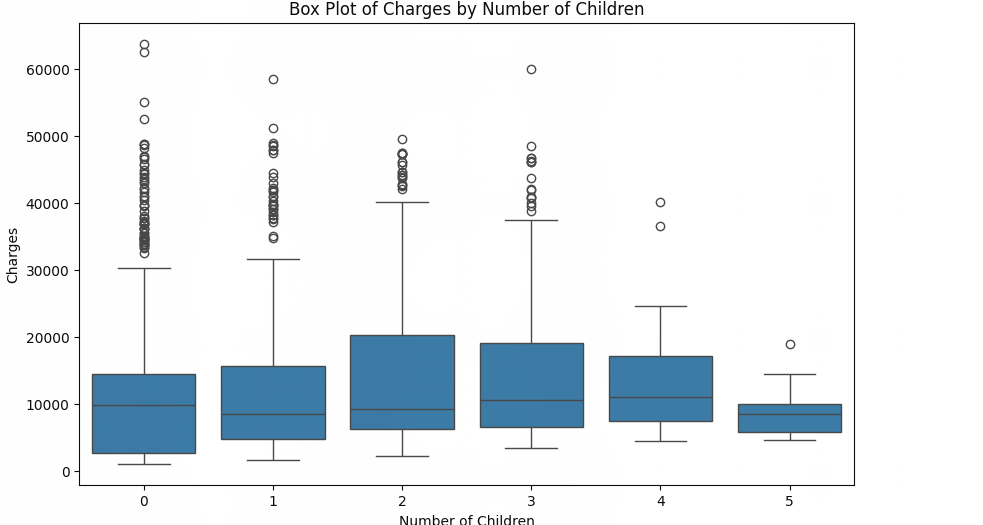 Box Plot of Charges by Number of Children
60000
50000
40000
30000
20000
10000
0
Charges
0 1 2 3 4 5
Number of Children